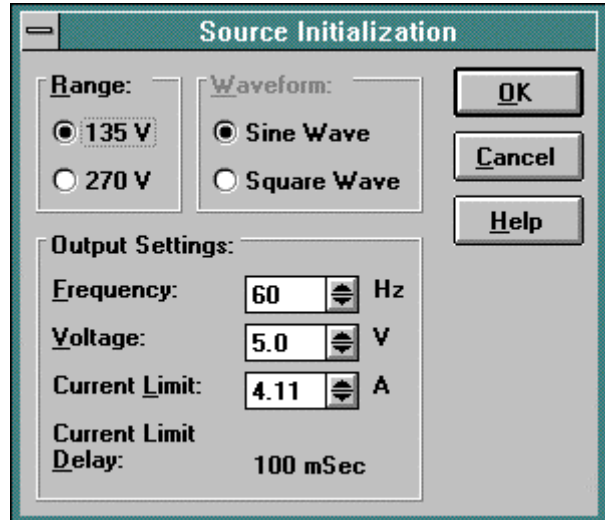 Source Initialization
Range:
135 V
270 V
Waveform:
Sine Wave
Square Wave
OK
Cancel
Help
Output Settings:
Frequency: 60 Hz
Voltage: 5.0 V
Current Limit: 4.11 A
Current Limit
Delay: 100 mSec